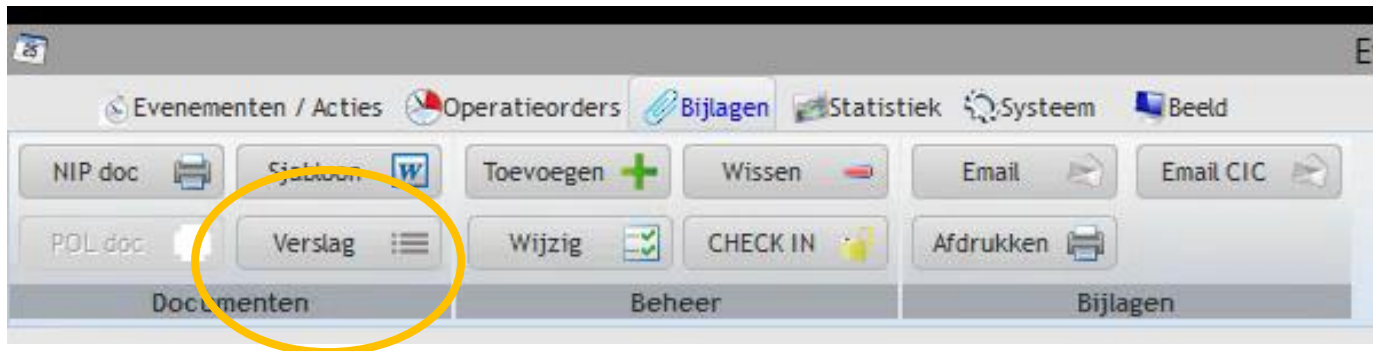 25
E
Evenementen / Acties Operatieorders Bijlagen Statistiek Systeem Beeld
NIP doc Sjabloon W Toevoegen Wissen Email Email CIC
POL doc Verslag Wijzig CHECK IN Afdrukken
Documenten Beheer Bijlagen